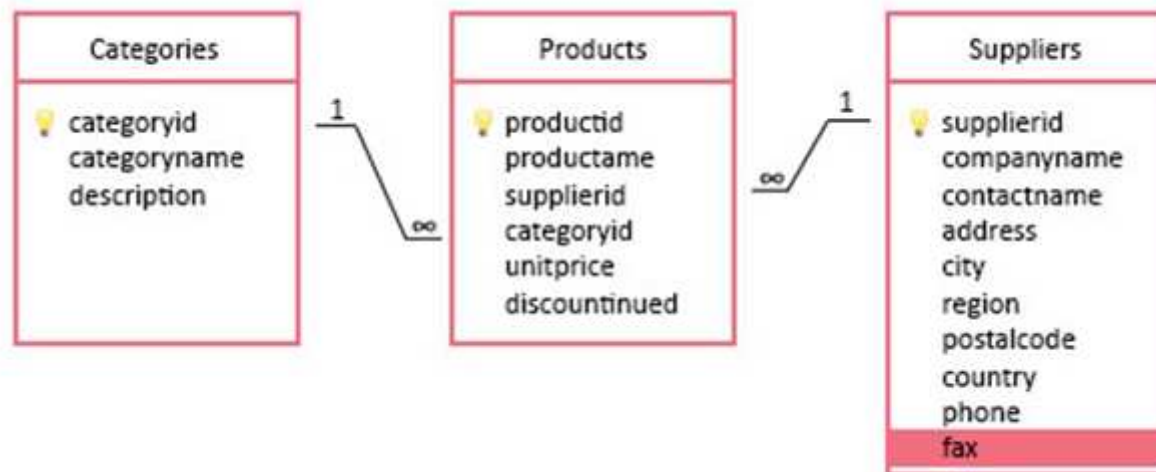 Categories
categoryid
categoryname
description
1
∞
Products
productid
productame
supplierid
categoryid
unitprice
discountinued
1
∞
Suppliers
supplierid
companyname
contactname
address
city
region
postalcode
country
phone
fax